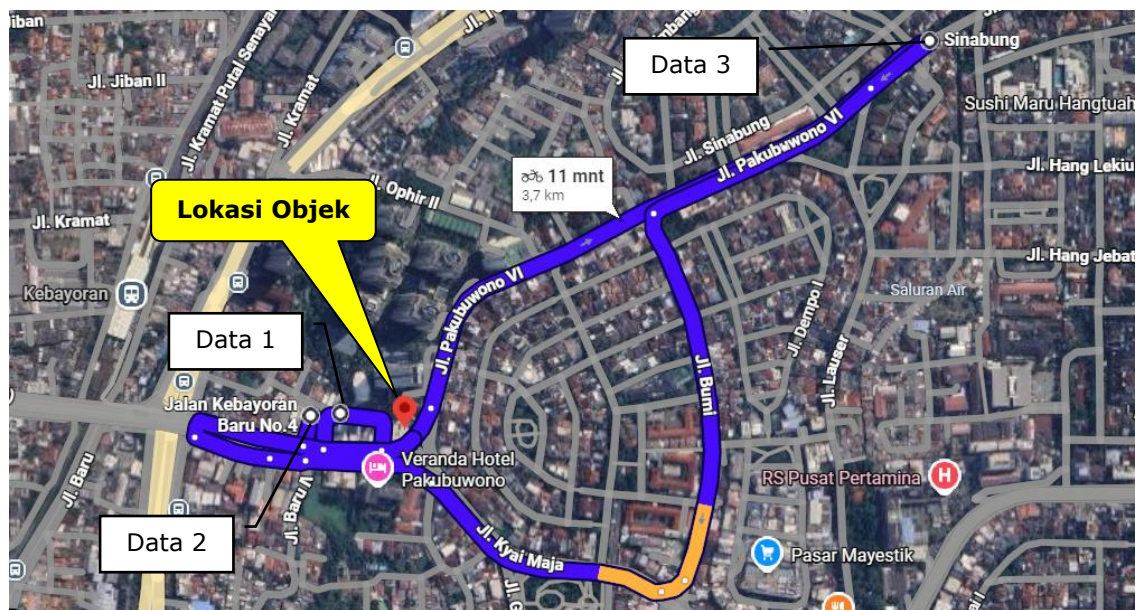 Jiban
Jl. Jiban II
Jl. Kramat Putal Senayan
Jl. Kramat
Data 3
Sinabung
Sushi Maru Hangtuah
Jl. Sinabung
Jl. Pakubuwono VI
Jl. Hang Lekiu
11 mnt
3,7 km
Jl. Ophir II
Lokasi Objek
Jl. Kramat
Jl. Hang Jebat
Kebayoran
Saluran Air
Jl. Pakubuwono VI
Jl. Dempo I
Data 1
Jl. Lauser
Jl. Bumi
Jalan Kebayoran
Baru No.4
Veranda Hotel
Pakubuwono
RS Pusat Pertamina
H
Jl. Baru
Data 2
Jl. Kyai Maja
Pasar Mayestik